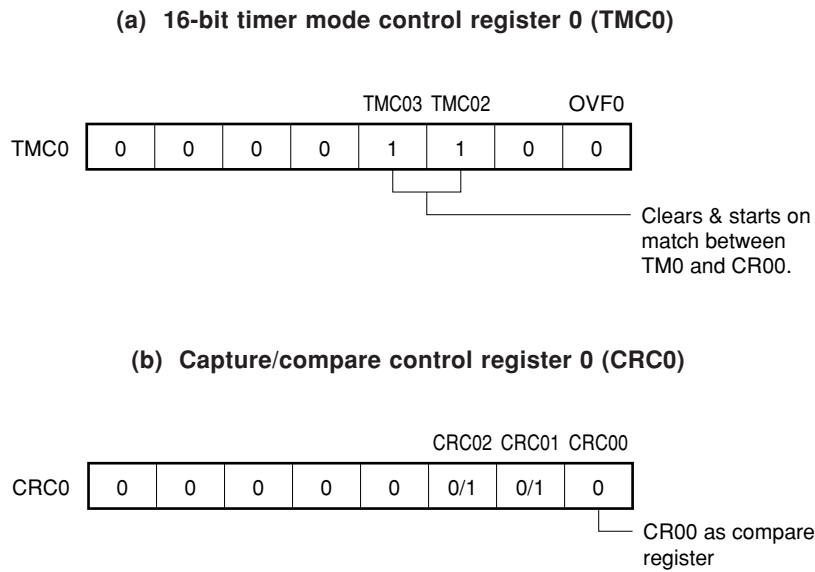 (a) 16-bit timer mode control register 0 (TMC0)
TMC03 TMC02 OVF0
TMC0 0 0 0 0 1 1 0 0
Clears & starts on
match between
TM0 and CR00.
(b) Capture/compare control register 0 (CRC0)
CRC02 CRC01 CRC00
CRC0 0 0 0 0 0 0/1 0/1 0
CR00 as compare
register